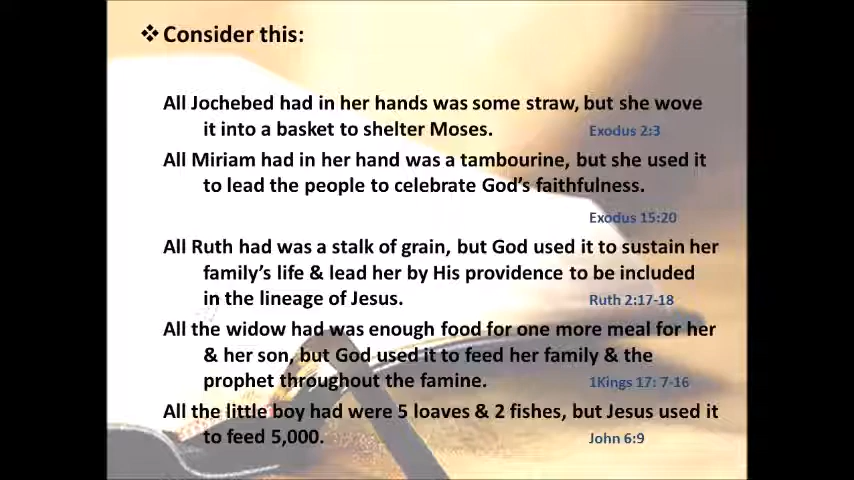 ❖ Consider this:
All Jochebed had in her hands was some straw, but she wove
it into a basket to shelter Moses. Exodus 2:3
All Miriam had in her hand was a tambourine, but she used it
to lead the people to celebrate God's faithfulness.
Exodus 15:20
All Ruth had was a stalk of grain, but God used it to sustain her
family's life & lead her by His providence to be included
in the lineage of Jesus. Ruth 2:17-18
All the widow had was enough food for one more meal for her
& her son, but God used it to feed her family & the
prophet throughout the famine. 1Kings 17: 7-16
All the little boy had were 5 loaves & 2 fishes, but Jesus used it
to feed 5,000. John 6:9